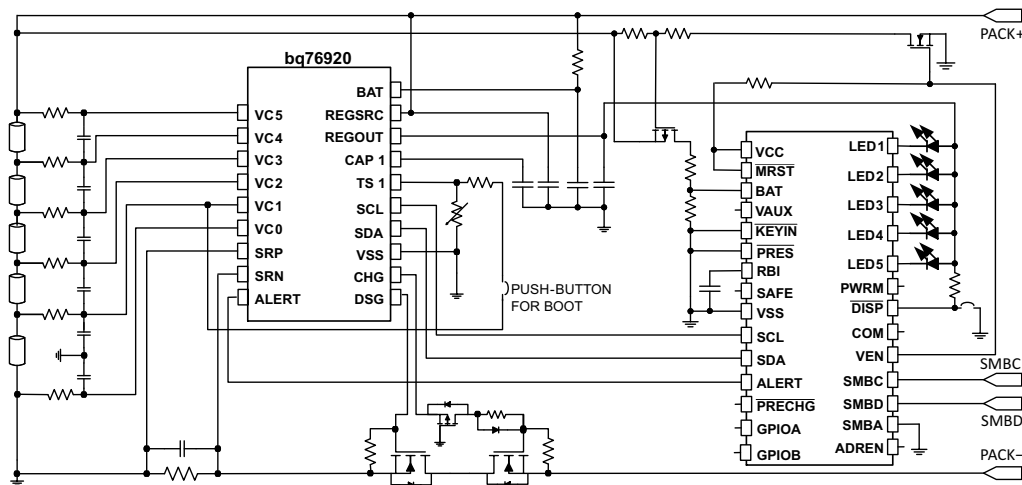 PACK+
bq76920
BAT
REGSRC
REGOUT
CAP 1
TS 1
SCL
SDA
VSS
CHG
DSG
VC5
VC4
VC3
VC2
VC1
VC0
SRP
SRN
ALERT
PUSH-BUTTON
FOR BOOT
VCC
MRST
BAT
VAUX
KEYIN
PRES
RBI
SAFE
VSS
SCL
SDA
ALERT
PRECHG
GPIOA
GPIOB
LED1
LED2
LED3
LED4
LED5
PWRM
DISP
COM
VEN
SMBC
SMBD
SMBA
ADREN
SMBC
SMBD
PACK–